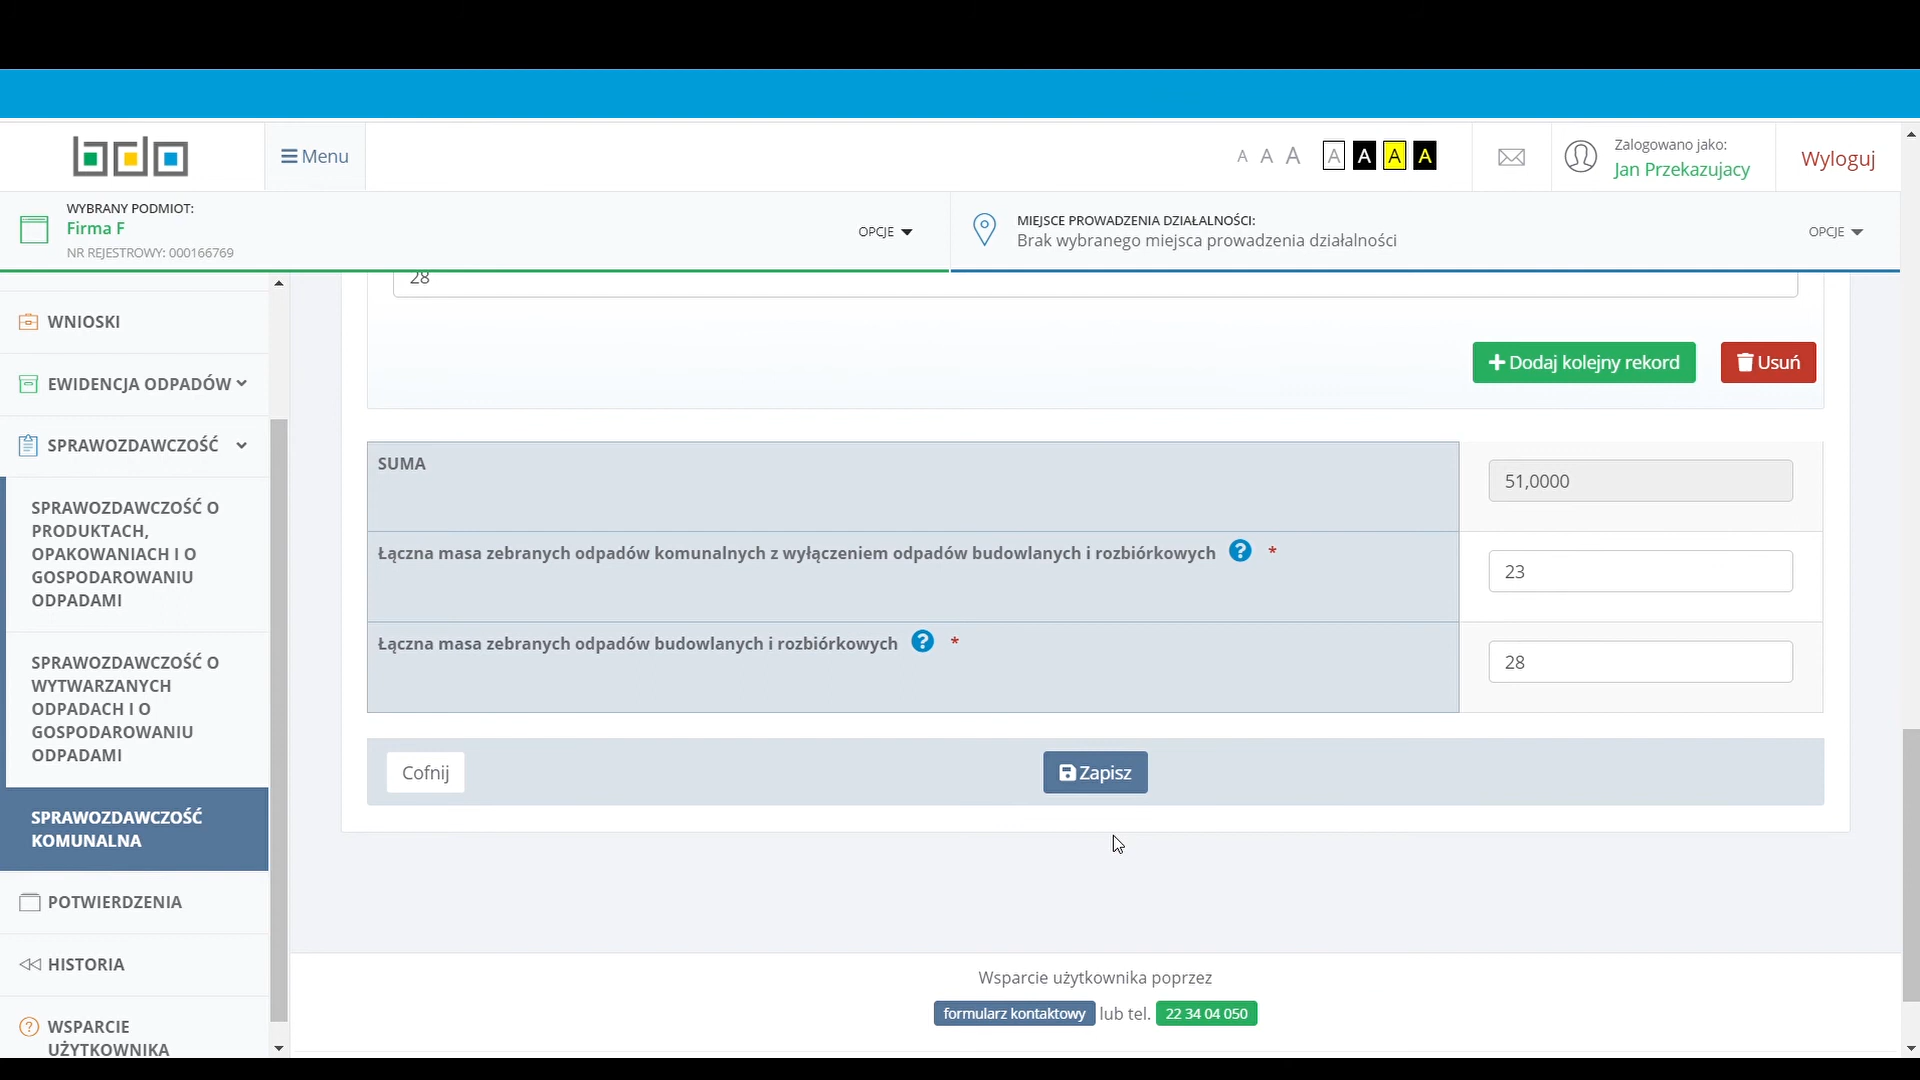 bdo
Menu
A A A A A A A
Zalogowano jako:
Jan Przekazujacy
Wyloguj
WYBRANY PODMIOT:
Firma F
NR REJESTROWY: 000166769
OPCJE
MIEJSCE PROWADZENIA DZIAŁALNOŚCI:
Brak wybranego miejsca prowadzenia działalności
OPCJE
WNIOSKI
EWIDENCJA ODPADÓW
SPRAWOZDAWCZOŚĆ
SPRAWOZDAWCZOŚĆ O
PRODUKTACH,
OPAKOWANIACH I O
GOSPODAROWANIU
ODPADAMI
SPRAWOZDAWCZOŚĆ O
WYTWARZANYCH
ODPADACH I O
GOSPODAROWANIU
ODPADAMI
SPRAWOZDAWCZOŚĆ
KOMUNALNA
POTWIERDZENIA
HISTORIA
WSPARCIE
UŻYTKOWNIKA
28
Dodaj kolejny rekord
Usuń
SUMA
51,0000
Łączna masa zebranych odpadów komunalnych z wyłączeniem odpadów budowlanych i rozbiórkowych ? *
23
Łączna masa zebranych odpadów budowlanych i rozbiórkowych ? *
28
Cofnij
Zapisz
Wsparcie użytkownika poprzez
formularz kontaktowy lub tel. 22 34 04 050